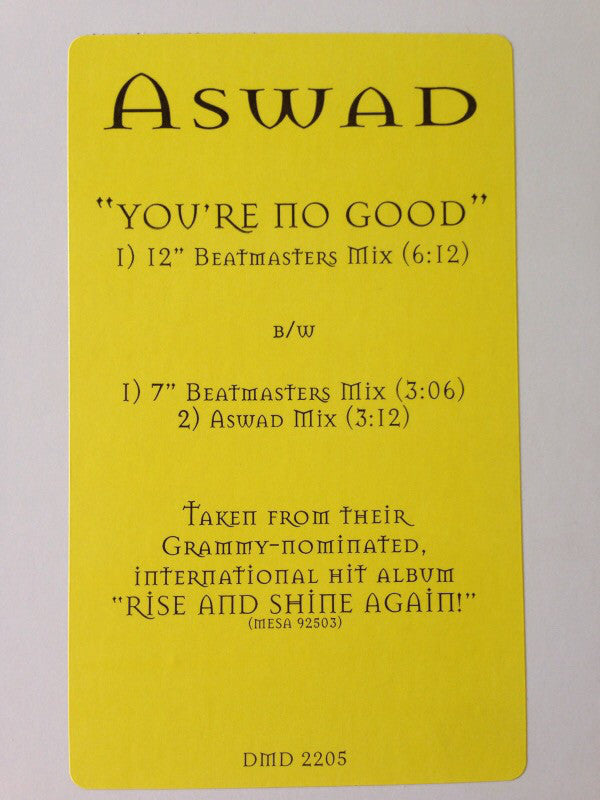 ASWAD
"YOU'RE NO GOOD"
1) 12" BEATMASTERS MIX (6:12)
B/W
1) 7" BEATMASTERS MIX (3:06)
2) ASWAD MIX (3:12)
TAKEN FROM THEIR
GRAMMY-NOMINATED,
INTERNATIONAL HIT ALBUM
"RISE AND SHINE AGAIN!"
(MESA 92503)
DMD 2205